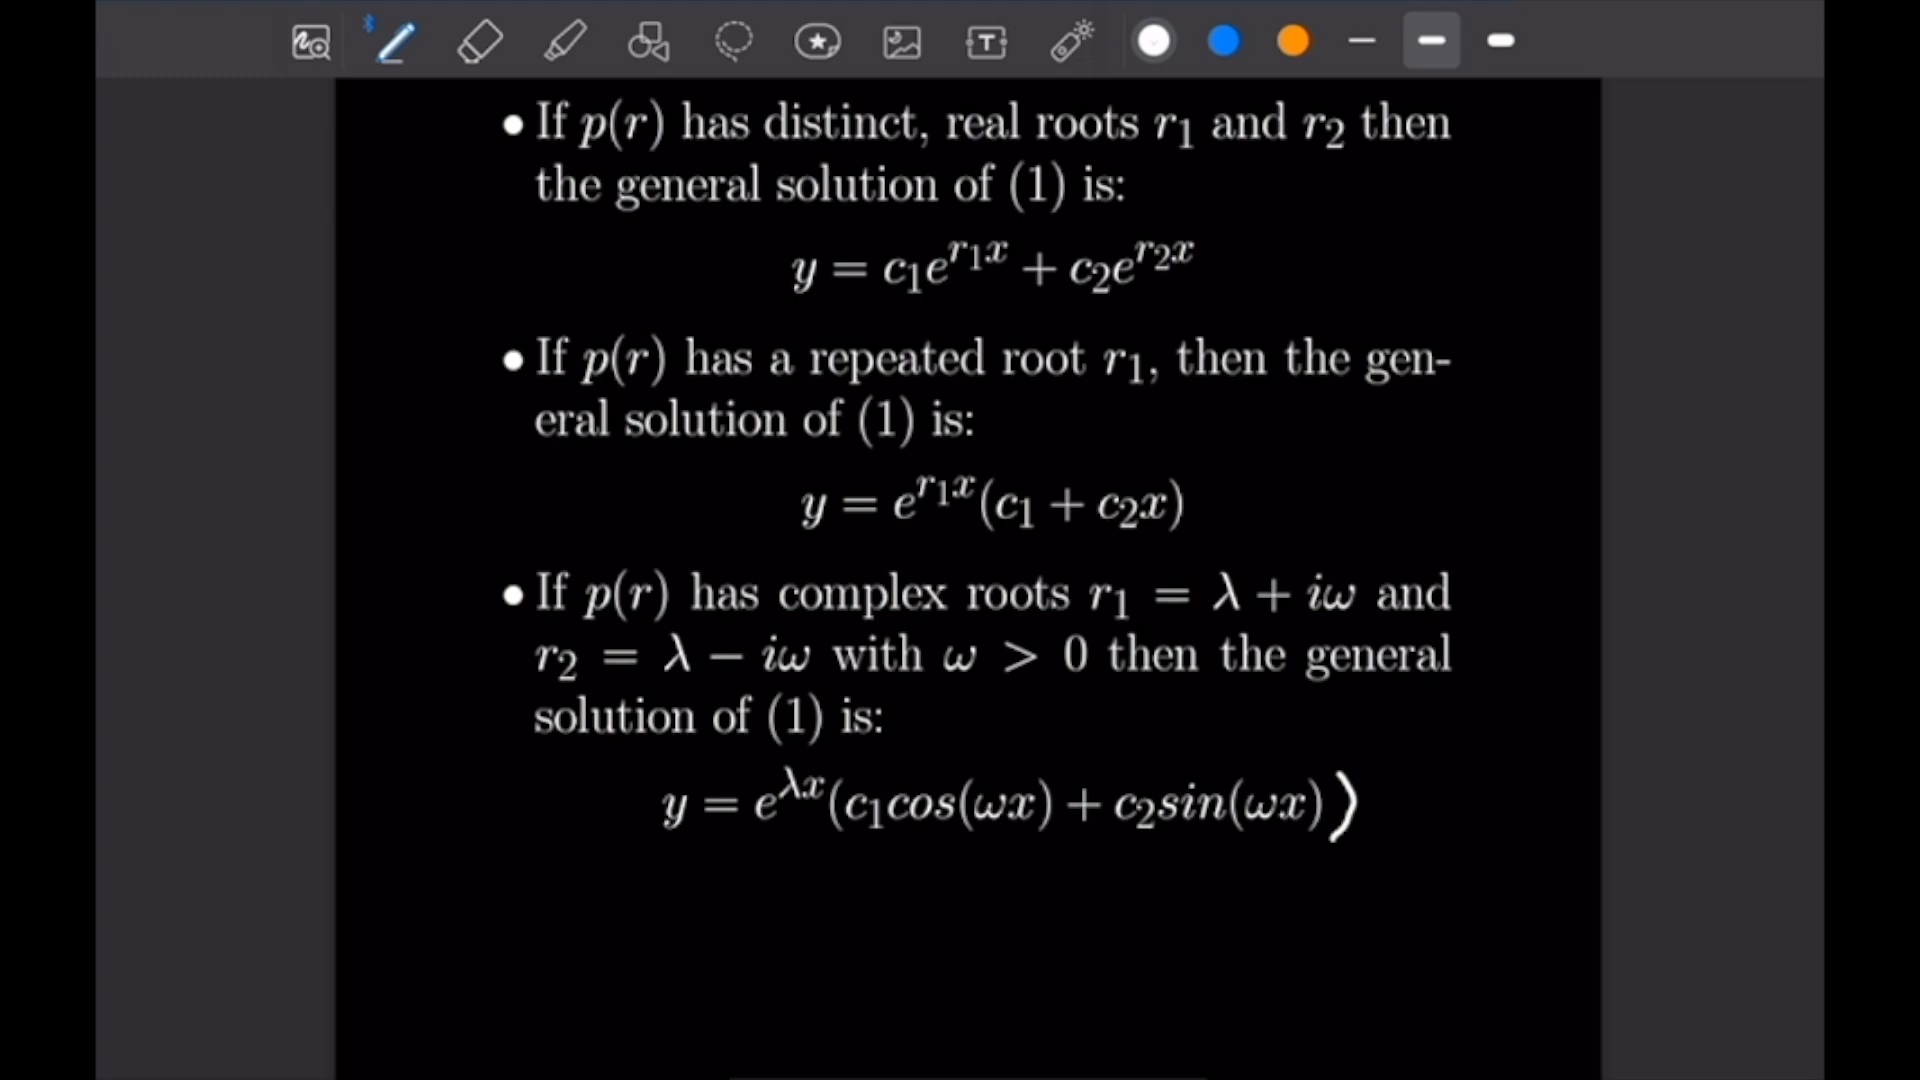 • If p(r) has distinct, real roots r₁ and r₂ then
the general solution of (1) is:
y = c₁e^{r₁x} + c₂e^{r₂x}
• If p(r) has a repeated root r₁, then the gen-
eral solution of (1) is:
y = e^{r₁x}(c₁ + c₂x)
• If p(r) has complex roots r₁ = λ + iω and
r₂ = λ − iω with ω > 0 then the general
solution of (1) is:
y = e^{λx}(c₁cos(ωx) + c₂sin(ωx))